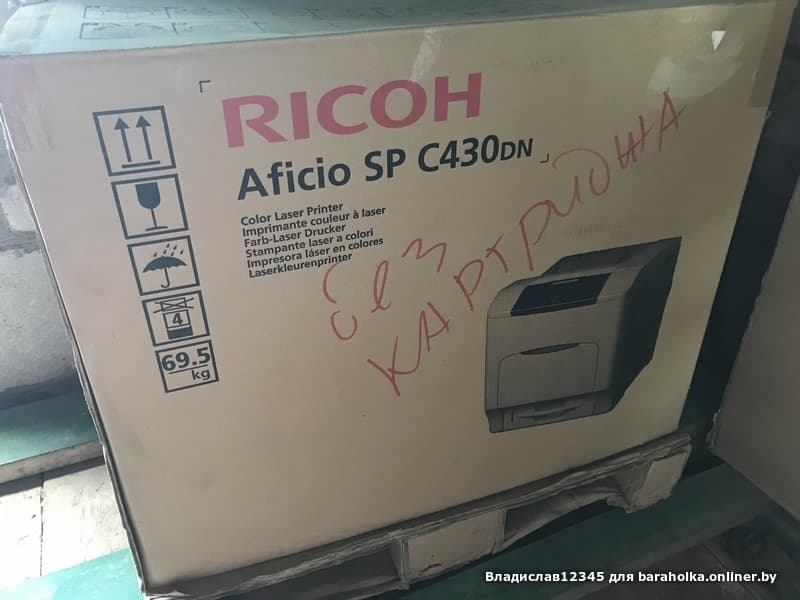 RICOH
Aficio SP C430DN
Color Laser Printer
Imprimante couleur à laser
Farb-Laser Drucker
Stampante laser a colori
Impresora láser en colores
Laserkleurenprinter
без
КАРТРИДЖА
4
69.5
kg
Владислав12345 для baraholka.onliner.by